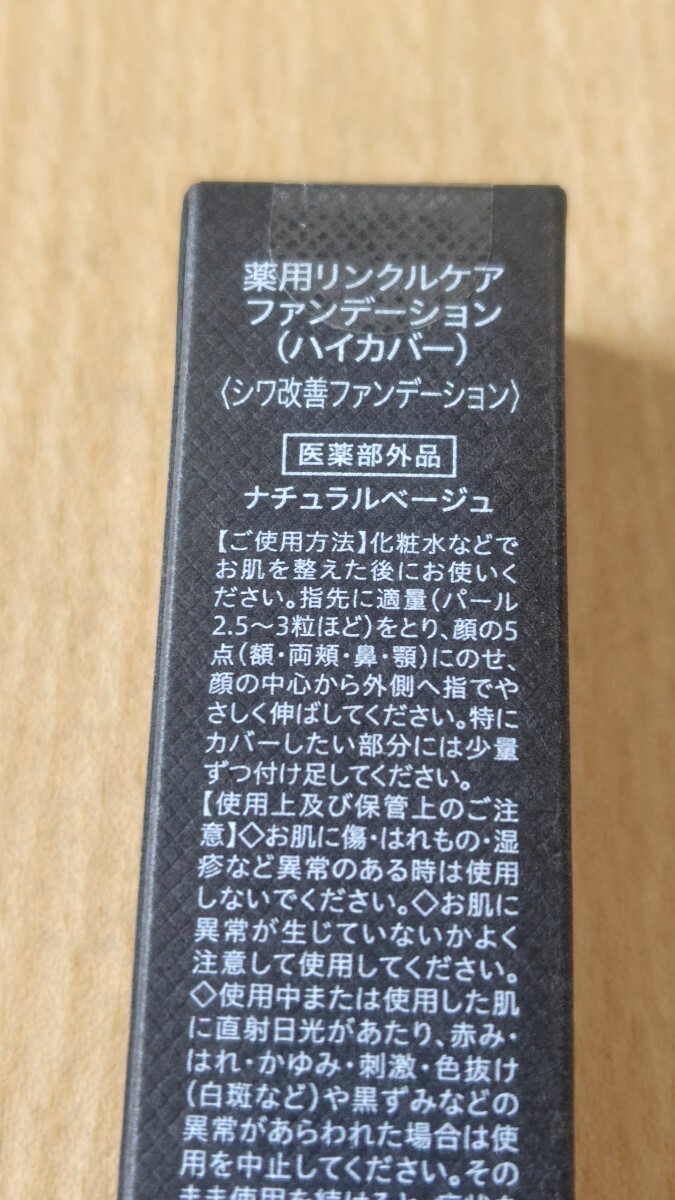 薬用リンクルケア
ファンデーション
（ハイカバー）
〈シワ改善ファンデーション〉
医薬部外品
ナチュラルベージュ
【ご使用方法】化粧水などで
お肌を整えた後にお使いく
ださい。指先に適量（パール
2.5～3粒ほど）をとり、顔の5
点（額・両頬・鼻・顎）にのせ、
顔の中心から外側へ指でや
さしく伸ばしてください。特に
カバーしたい部分には少量
ずつ付け足してください。
【使用上及び保管上のご注
意】◇お肌に傷・はれもの・湿
疹など異常のある時は使用
しないでください。◇お肌に
異常が生じていないかよく
注意して使用してください。
◇使用中または使用した肌
に直射日光があたり、赤み・
はれ・かゆみ・刺激・色抜け
（白斑など）や黒ずみなどの
異常があらわれた場合は使
用を中止してください。その
まま使用を続けると